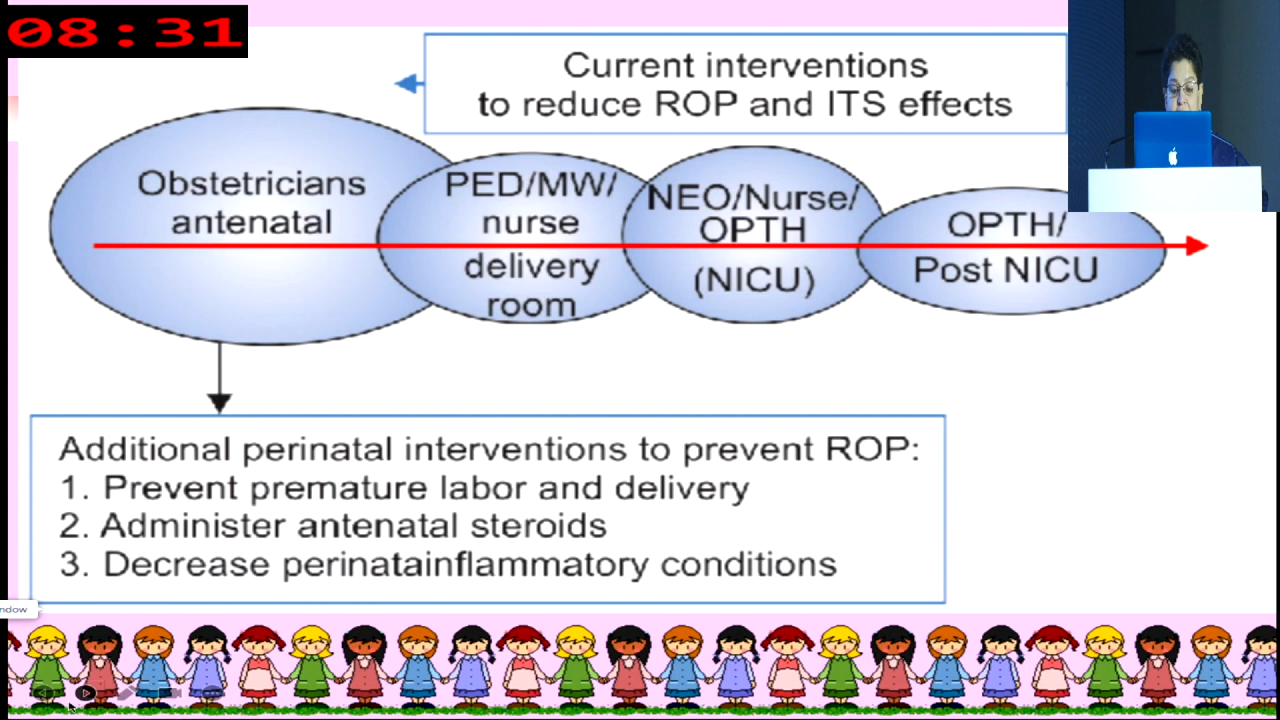 08:31
Current interventions
to reduce ROP and ITS effects
Obstetricians
antenatal
PED/MW/
nurse
delivery
room
NEO/Nurse/
OPTH
(NICU)
OPTH/
Post NICU
Additional perinatal interventions to prevent ROP:
1. Prevent premature labor and delivery
2. Administer antenatal steroids
3. Decrease perinatainflammatory conditions
ndow